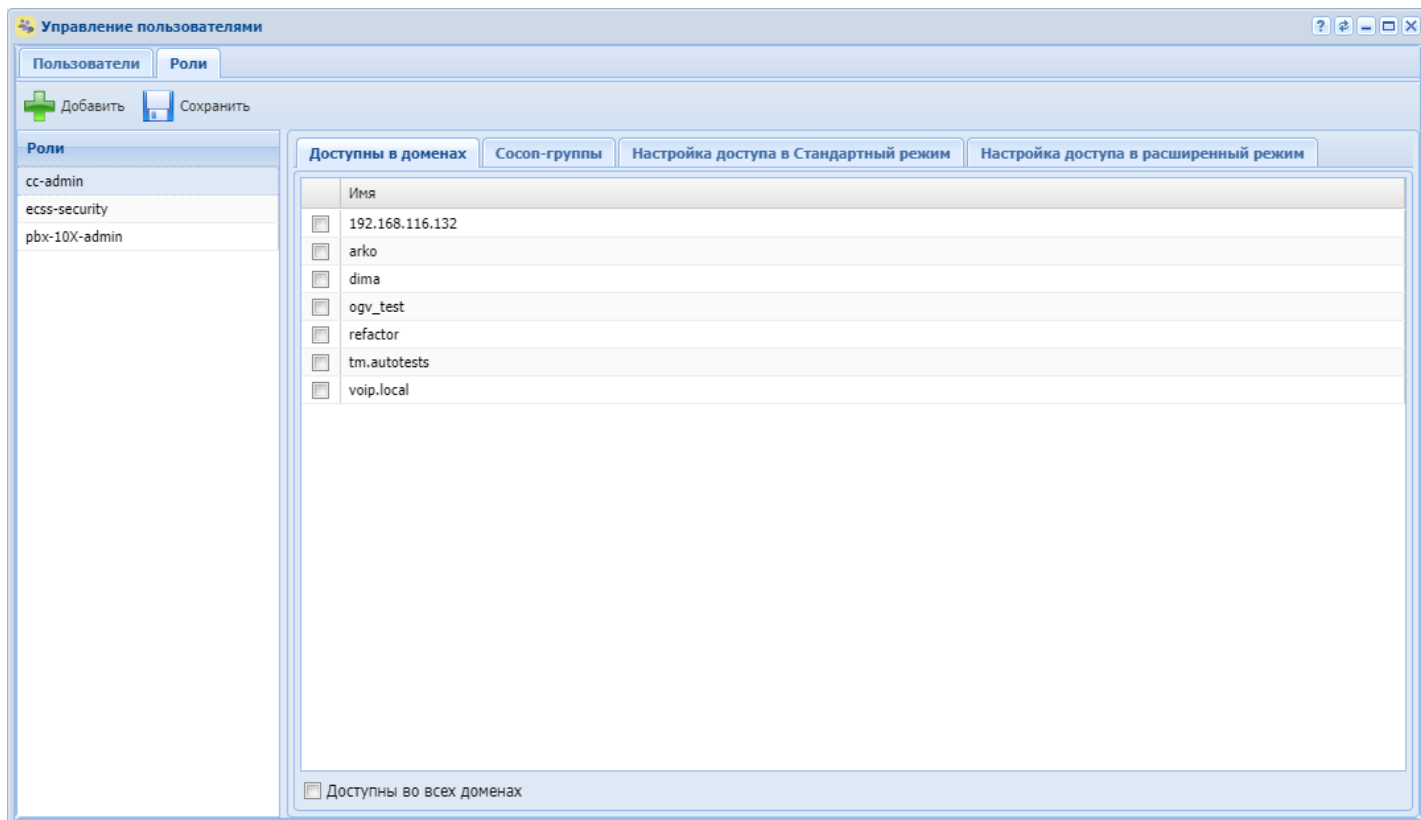 Управление пользователями
Пользователи Роли
Добавить Сохранить
Роли
cc-admin
ecss-security
pbx-10X-admin
Доступны в доменах Cocon-группы Настройка доступа в Стандартный режим Настройка доступа в расширенный режим
Имя
192.168.116.132
arko
dima
ogv_test
refactor
tm.autotests
voip.local
Доступны во всех доменах